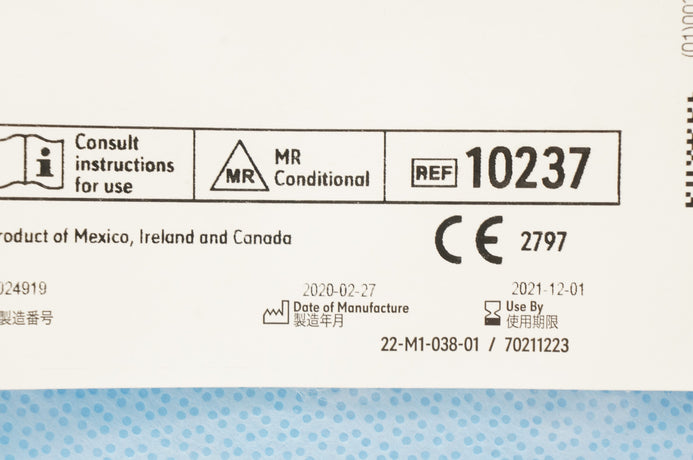 Consult
instructions
for use
MR
MR
Conditional
REF 10237
roduct of Mexico, Ireland and Canada
CE 2797
024919
製造番号
2020-02-27
Date of Manufacture
製造年月
2021-12-01
Use By
使用期限
22-M1-038-01 / 70211223